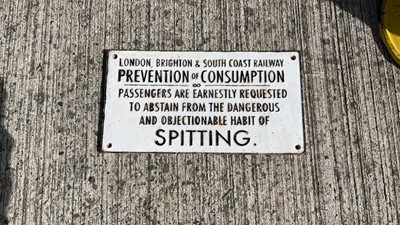 LONDON, BRIGHTON & SOUTH COAST RAILWAY
PREVENTION OF CONSUMPTION
PASSENGERS ARE EARNESTLY REQUESTED
TO ABSTAIN FROM THE DANGEROUS
AND OBJECTIONABLE HABIT OF
SPITTING.